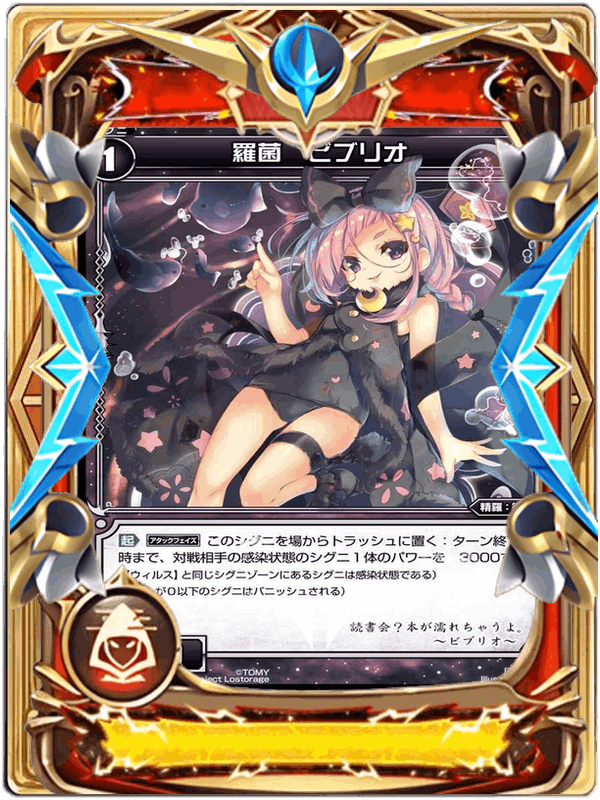 1
羅菌 ビブリオ
精羅：
起 アタックフェイズ このシグニを場からトラッシュに置く：ターン終
時まで、対戦相手の感染状態のシグニ１体のパワーを 3000
【ウィルス】と同じシグニゾーンにあるシグニは感染状態である）
が０以下のシグニはバニッシュされる）
読書会？本が濡れちゃうよ。
～ビブリオ～
©TOMY
ject Lostorage
Illu